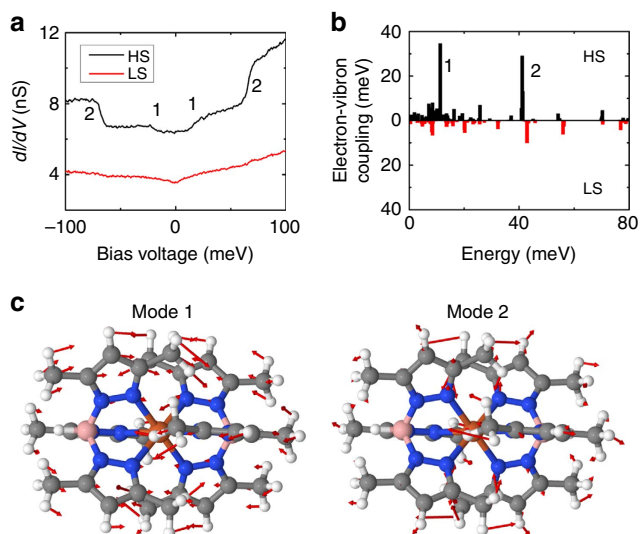 a
HS
LS
12
8
4
dI/dV (nS)
2
1
1
2
–100
0
100
Bias voltage (meV)
b
40
20
0
20
40
Electron-vibron
coupling (meV)
1
2
HS
LS
0
20
40
60
80
Energy (meV)
c
Mode 1
Mode 2